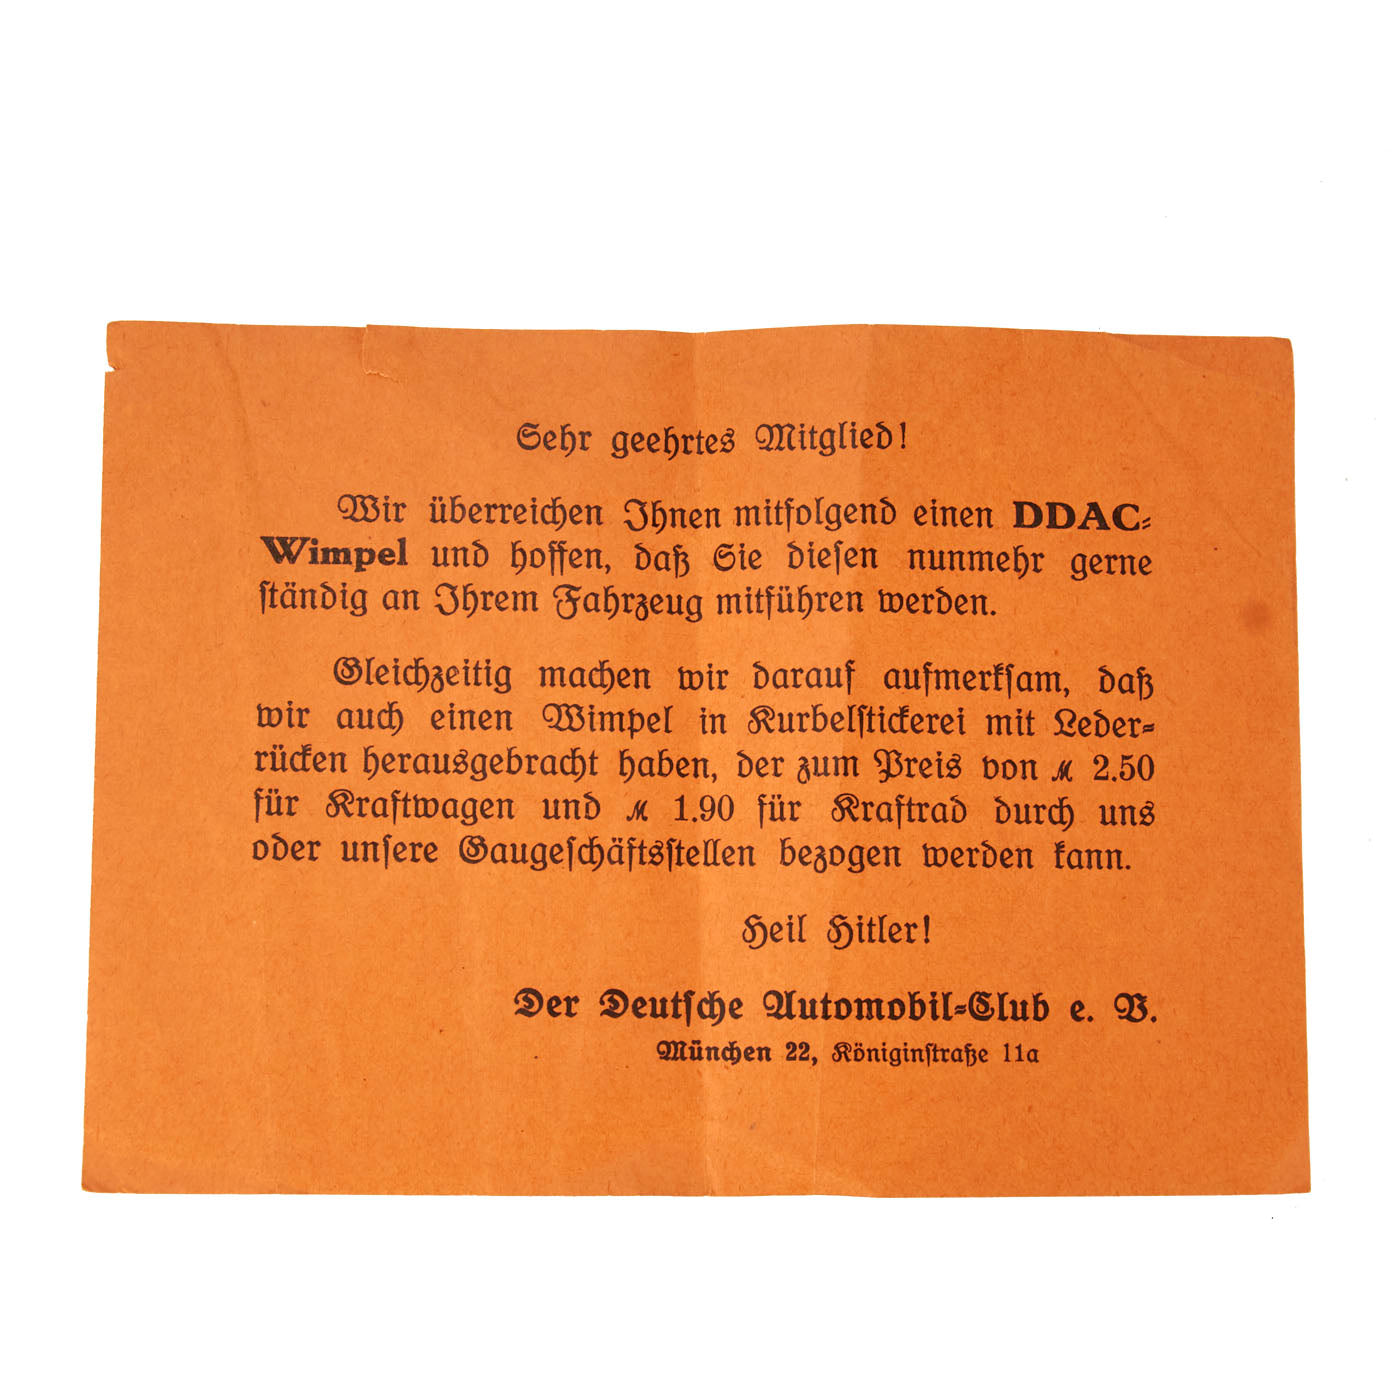 Sehr geehrtes Mitglied!
Wir überreichen Ihnen mitfolgend einen DDAC-
Wimpel und hoffen, daß Sie diesen nunmehr gerne
ständig an Ihrem Fahrzeug mitführen werden.
Gleichzeitig machen wir darauf aufmerksam, daß
wir auch einen Wimpel in Kurbelstickerei mit Leder-
rücken herausgebracht haben, der zum Preis von ℳ 2.50
für Kraftwagen und ℳ 1.90 für Kraftrad durch uns
oder unsere Gaugeschäftsstellen bezogen werden kann.
Heil Hitler!
Der Deutsche Automobil-Club e. V.
München 22, Königinstraße 11a